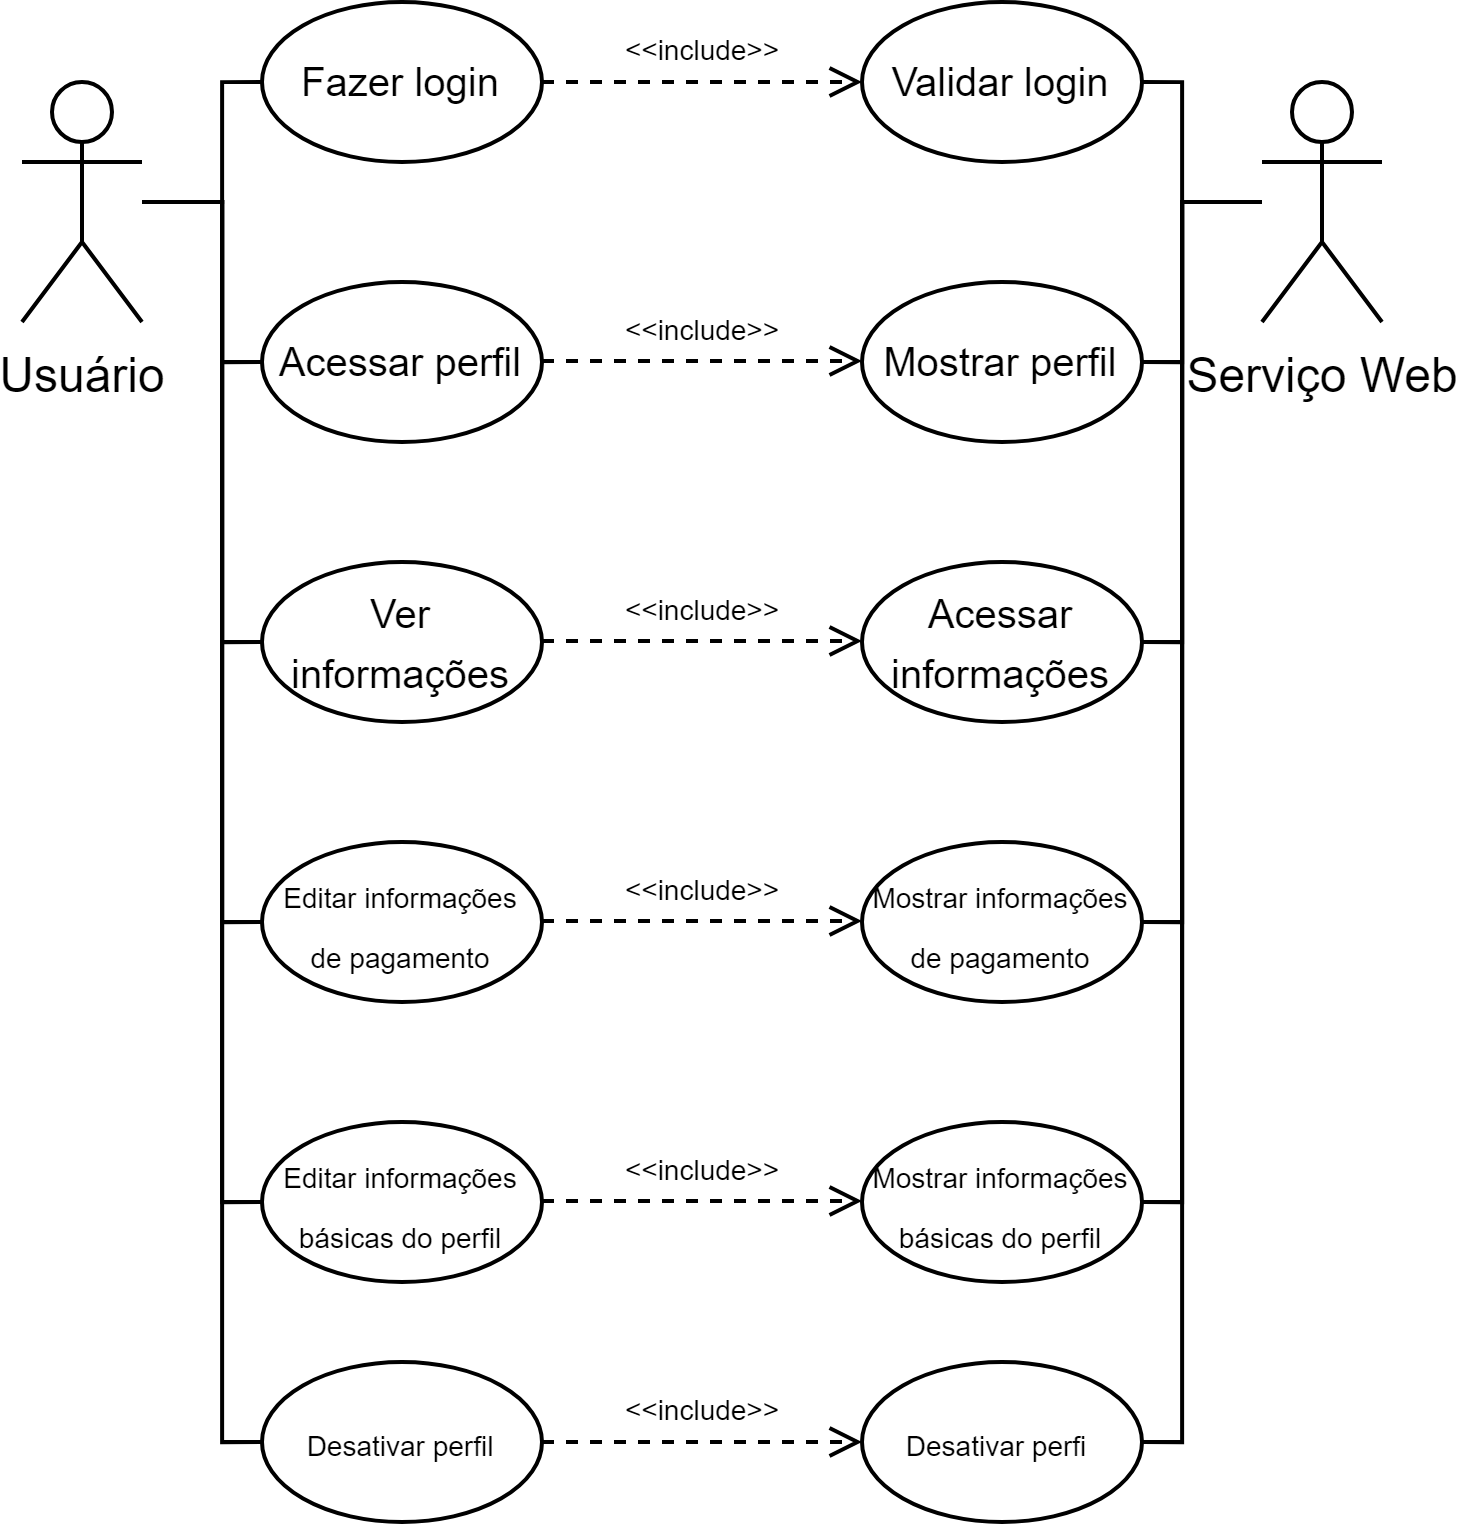 Fazer login
<<include>>
Validar login
Usuário
Acessar perfil
<<include>>
Mostrar perfil
Serviço Web
Ver
informações
<<include>>
Acessar
informações
Editar informações
de pagamento
<<include>>
Mostrar informações
de pagamento
Editar informações
básicas do perfil
<<include>>
Mostrar informações
básicas do perfil
Desativar perfil
<<include>>
Desativar perfi